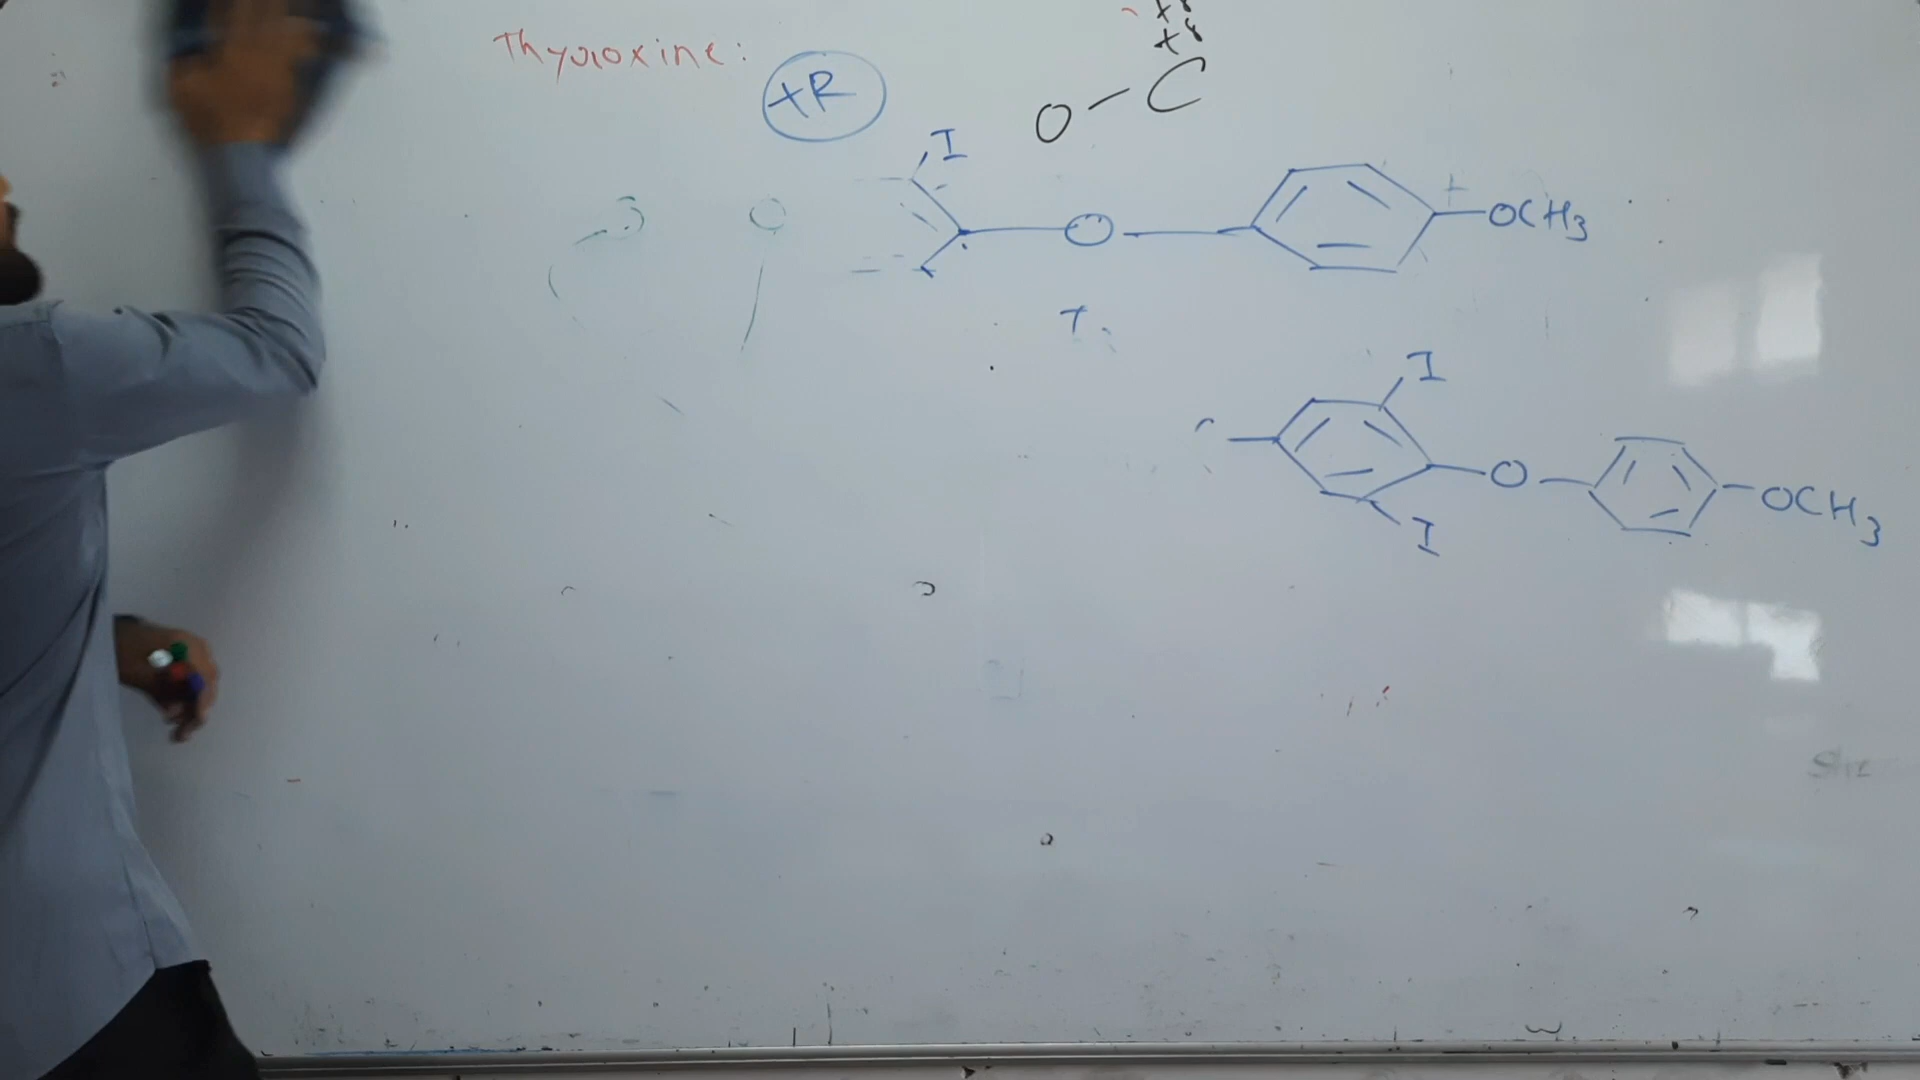 Thyroxine:
+R
O-C
I
O
OCH3
I
O
OCH3
I